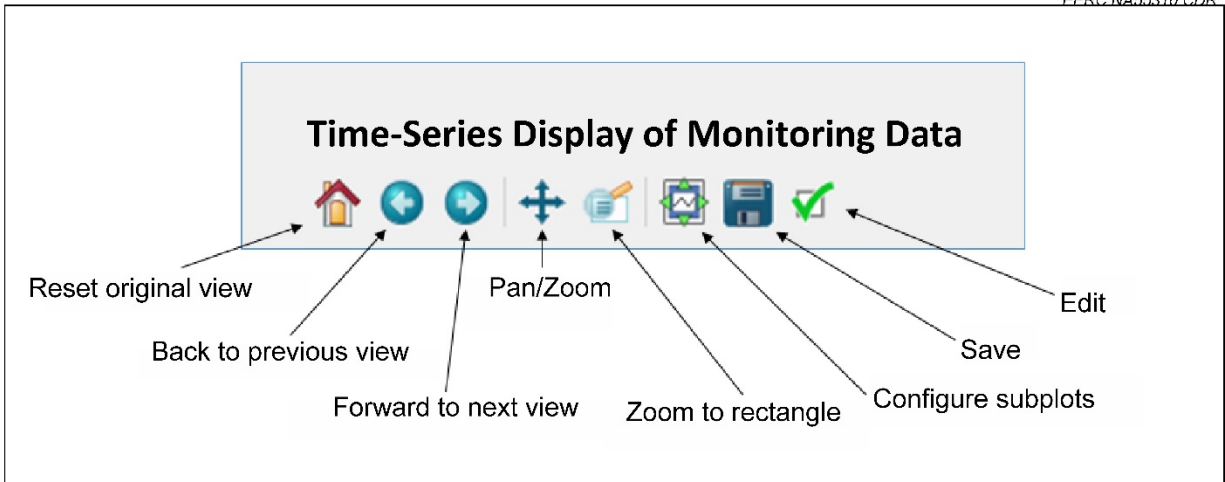 Time-Series Display of Monitoring Data
Reset original view
Pan/Zoom
Edit
Back to previous view
Save
Forward to next view
Zoom to rectangle
Configure subplots